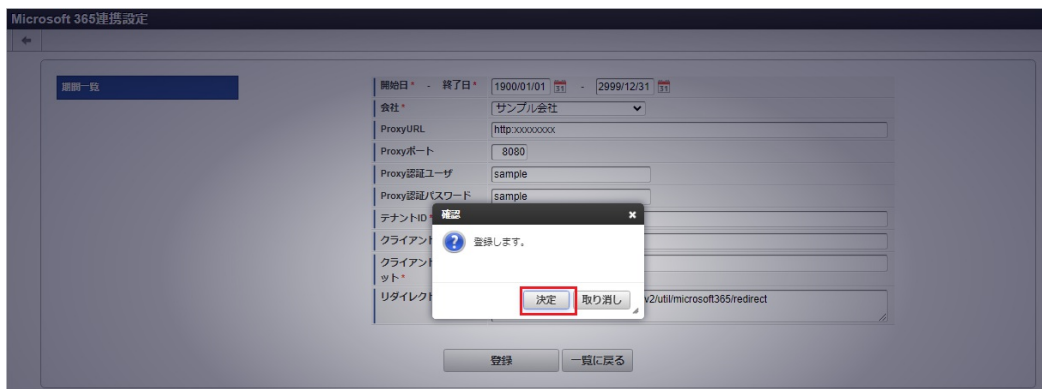 Microsoft 365連携設定
期間一覧
開始日* - 終了日* 1900/01/01 - 2999/12/31
会社* サンプル会社
ProxyURL http:xxxxxxxx
Proxyポート 8080
Proxy認証ユーザ sample
Proxy認証パスワード sample
テナントID*
確認
クライアント
登録します。
クライアント
ット*
リダイレクト
決定 取り消し v2/util/microsoft365/redirect
登録 一覧に戻る